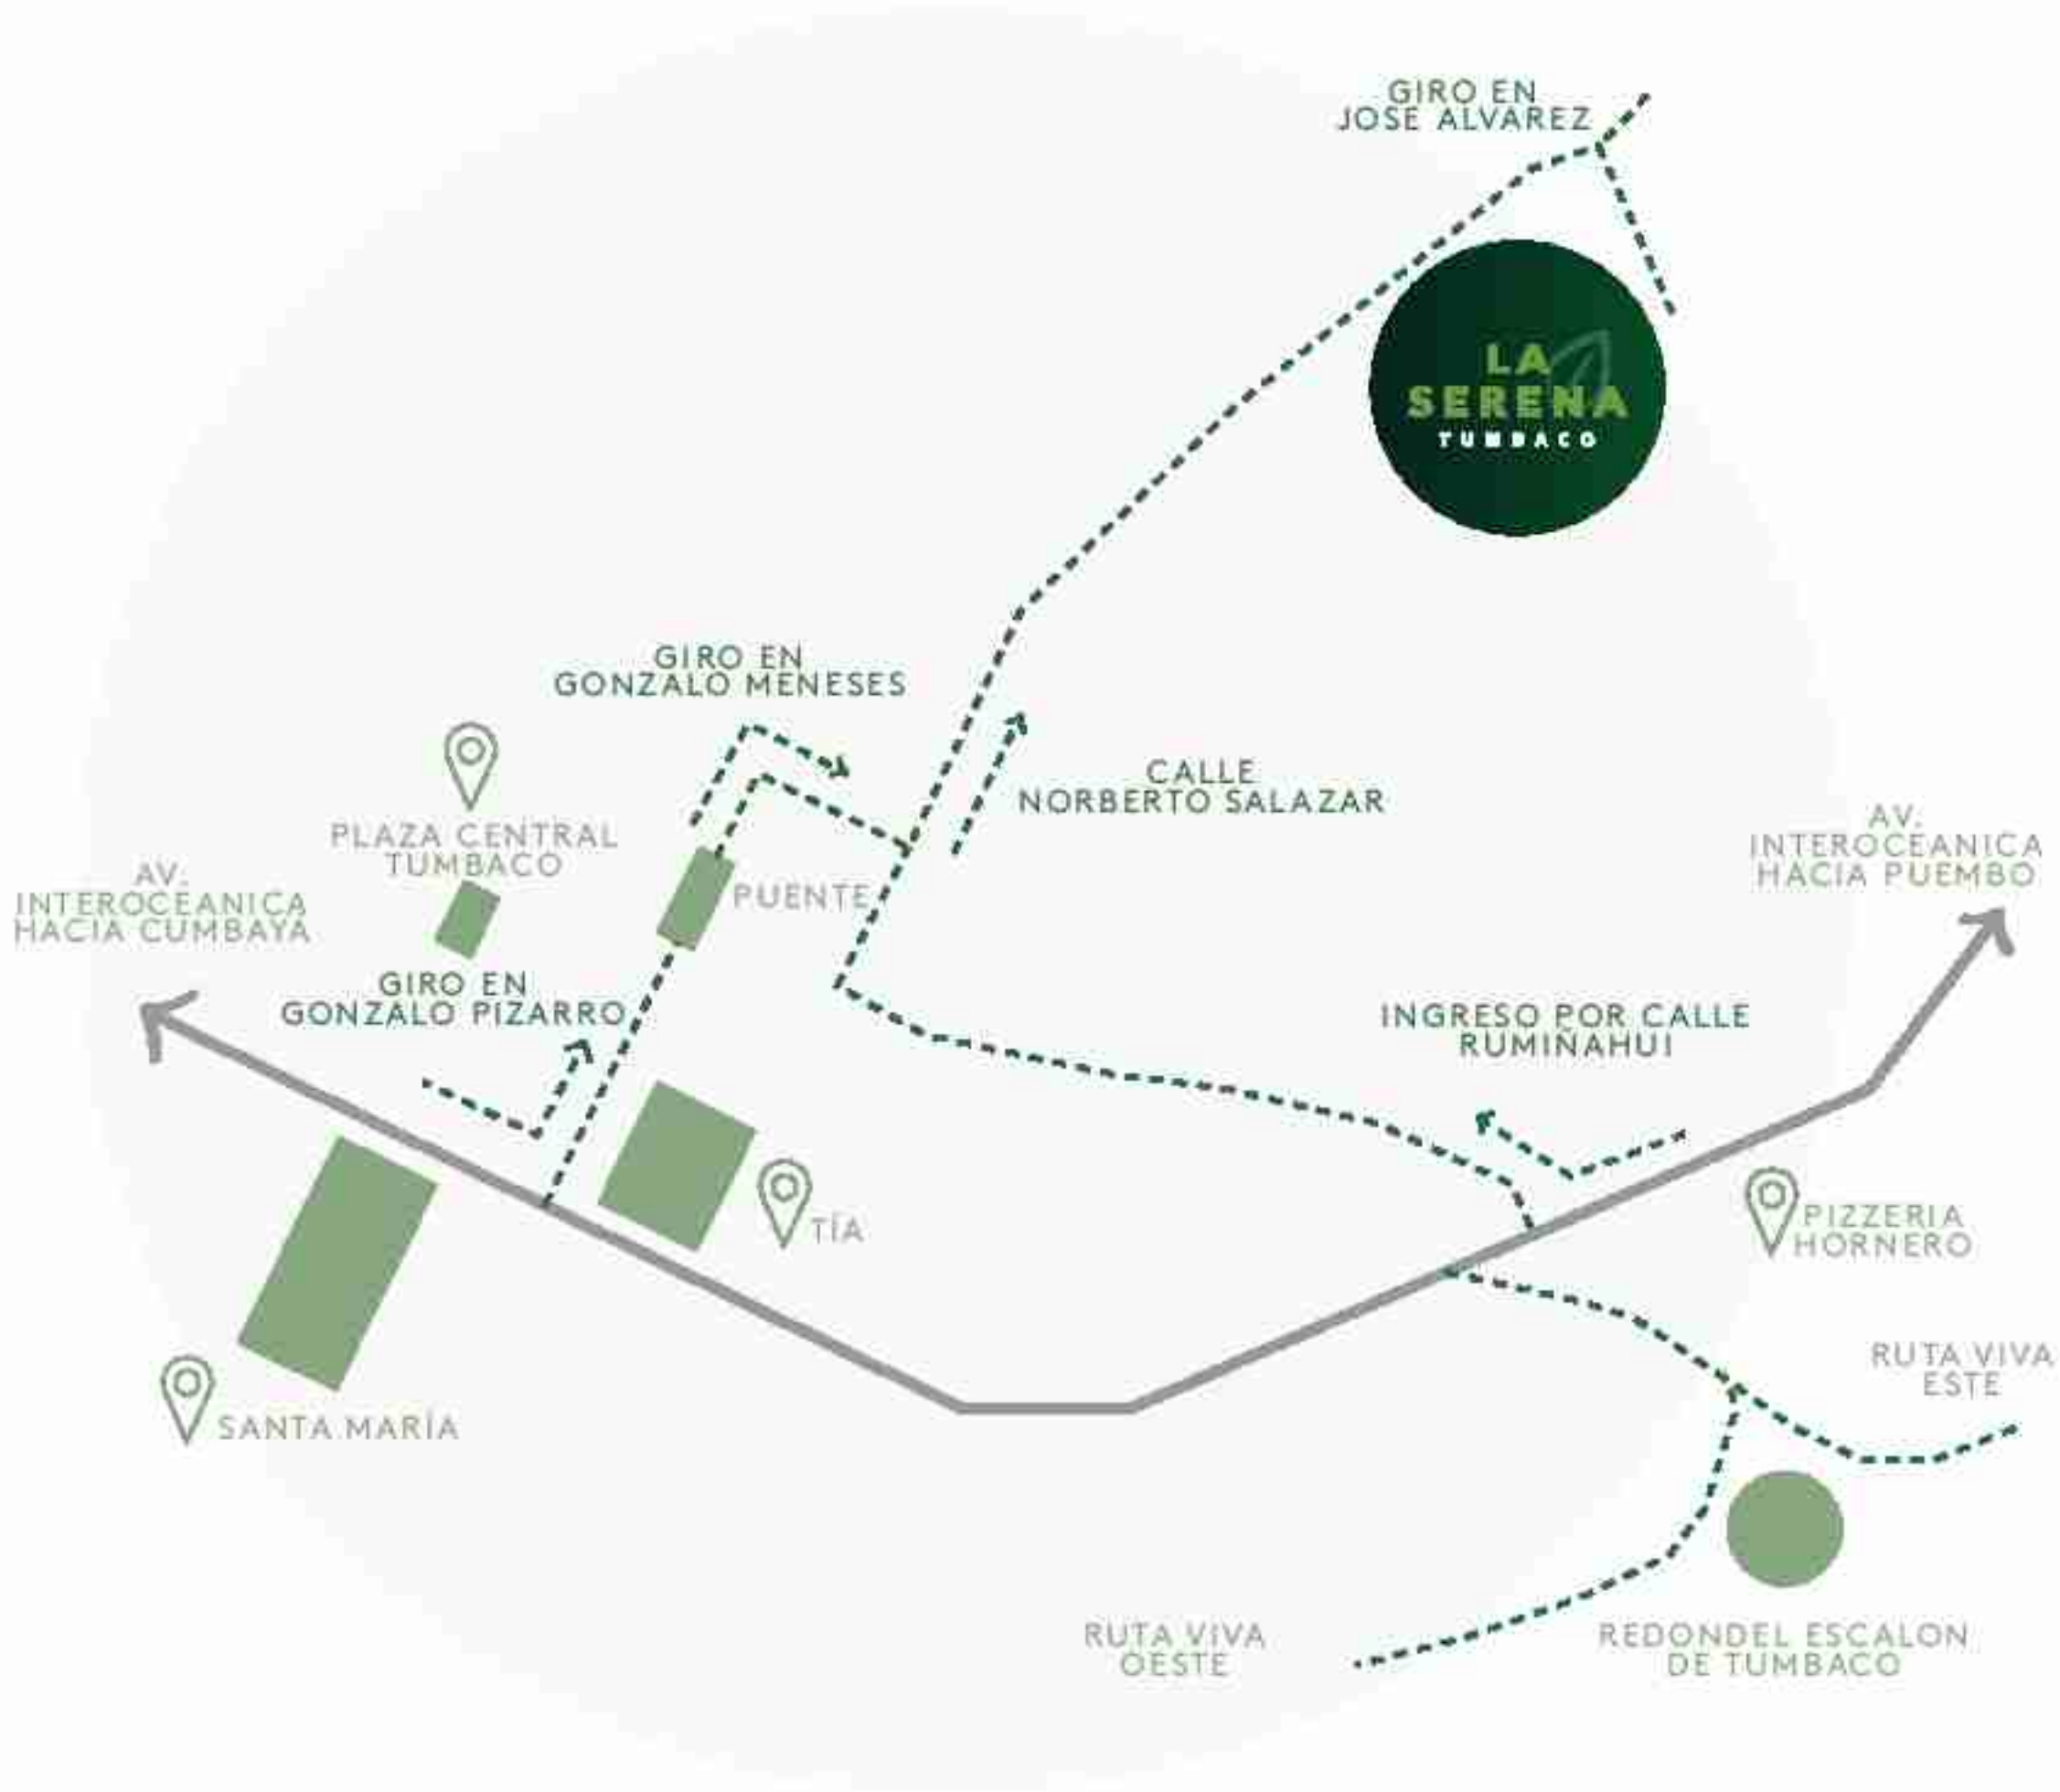 GIRO EN
JOSE ALVAREZ
LA
SERENA
TUMBACO
GIRO EN
GONZALO MENESES
CALLE
NORBERTO SALAZAR
PLAZA CENTRAL
TUMBACO
PUENTE
AV.
INTEROCEANICA
HACIA CUMBAYÁ
AV.
INTEROCEANICA
HACIA PUEMBO
GIRO EN
GONZALO PIZARRO
INGRESO POR CALLE
RUMIÑAHUI
TÍA
PIZZERIA
HORNERO
SANTA MARÍA
RUTA VIVA
ESTE
RUTA VIVA
OESTE
REDONDEL ESCALON
DE TUMBACO